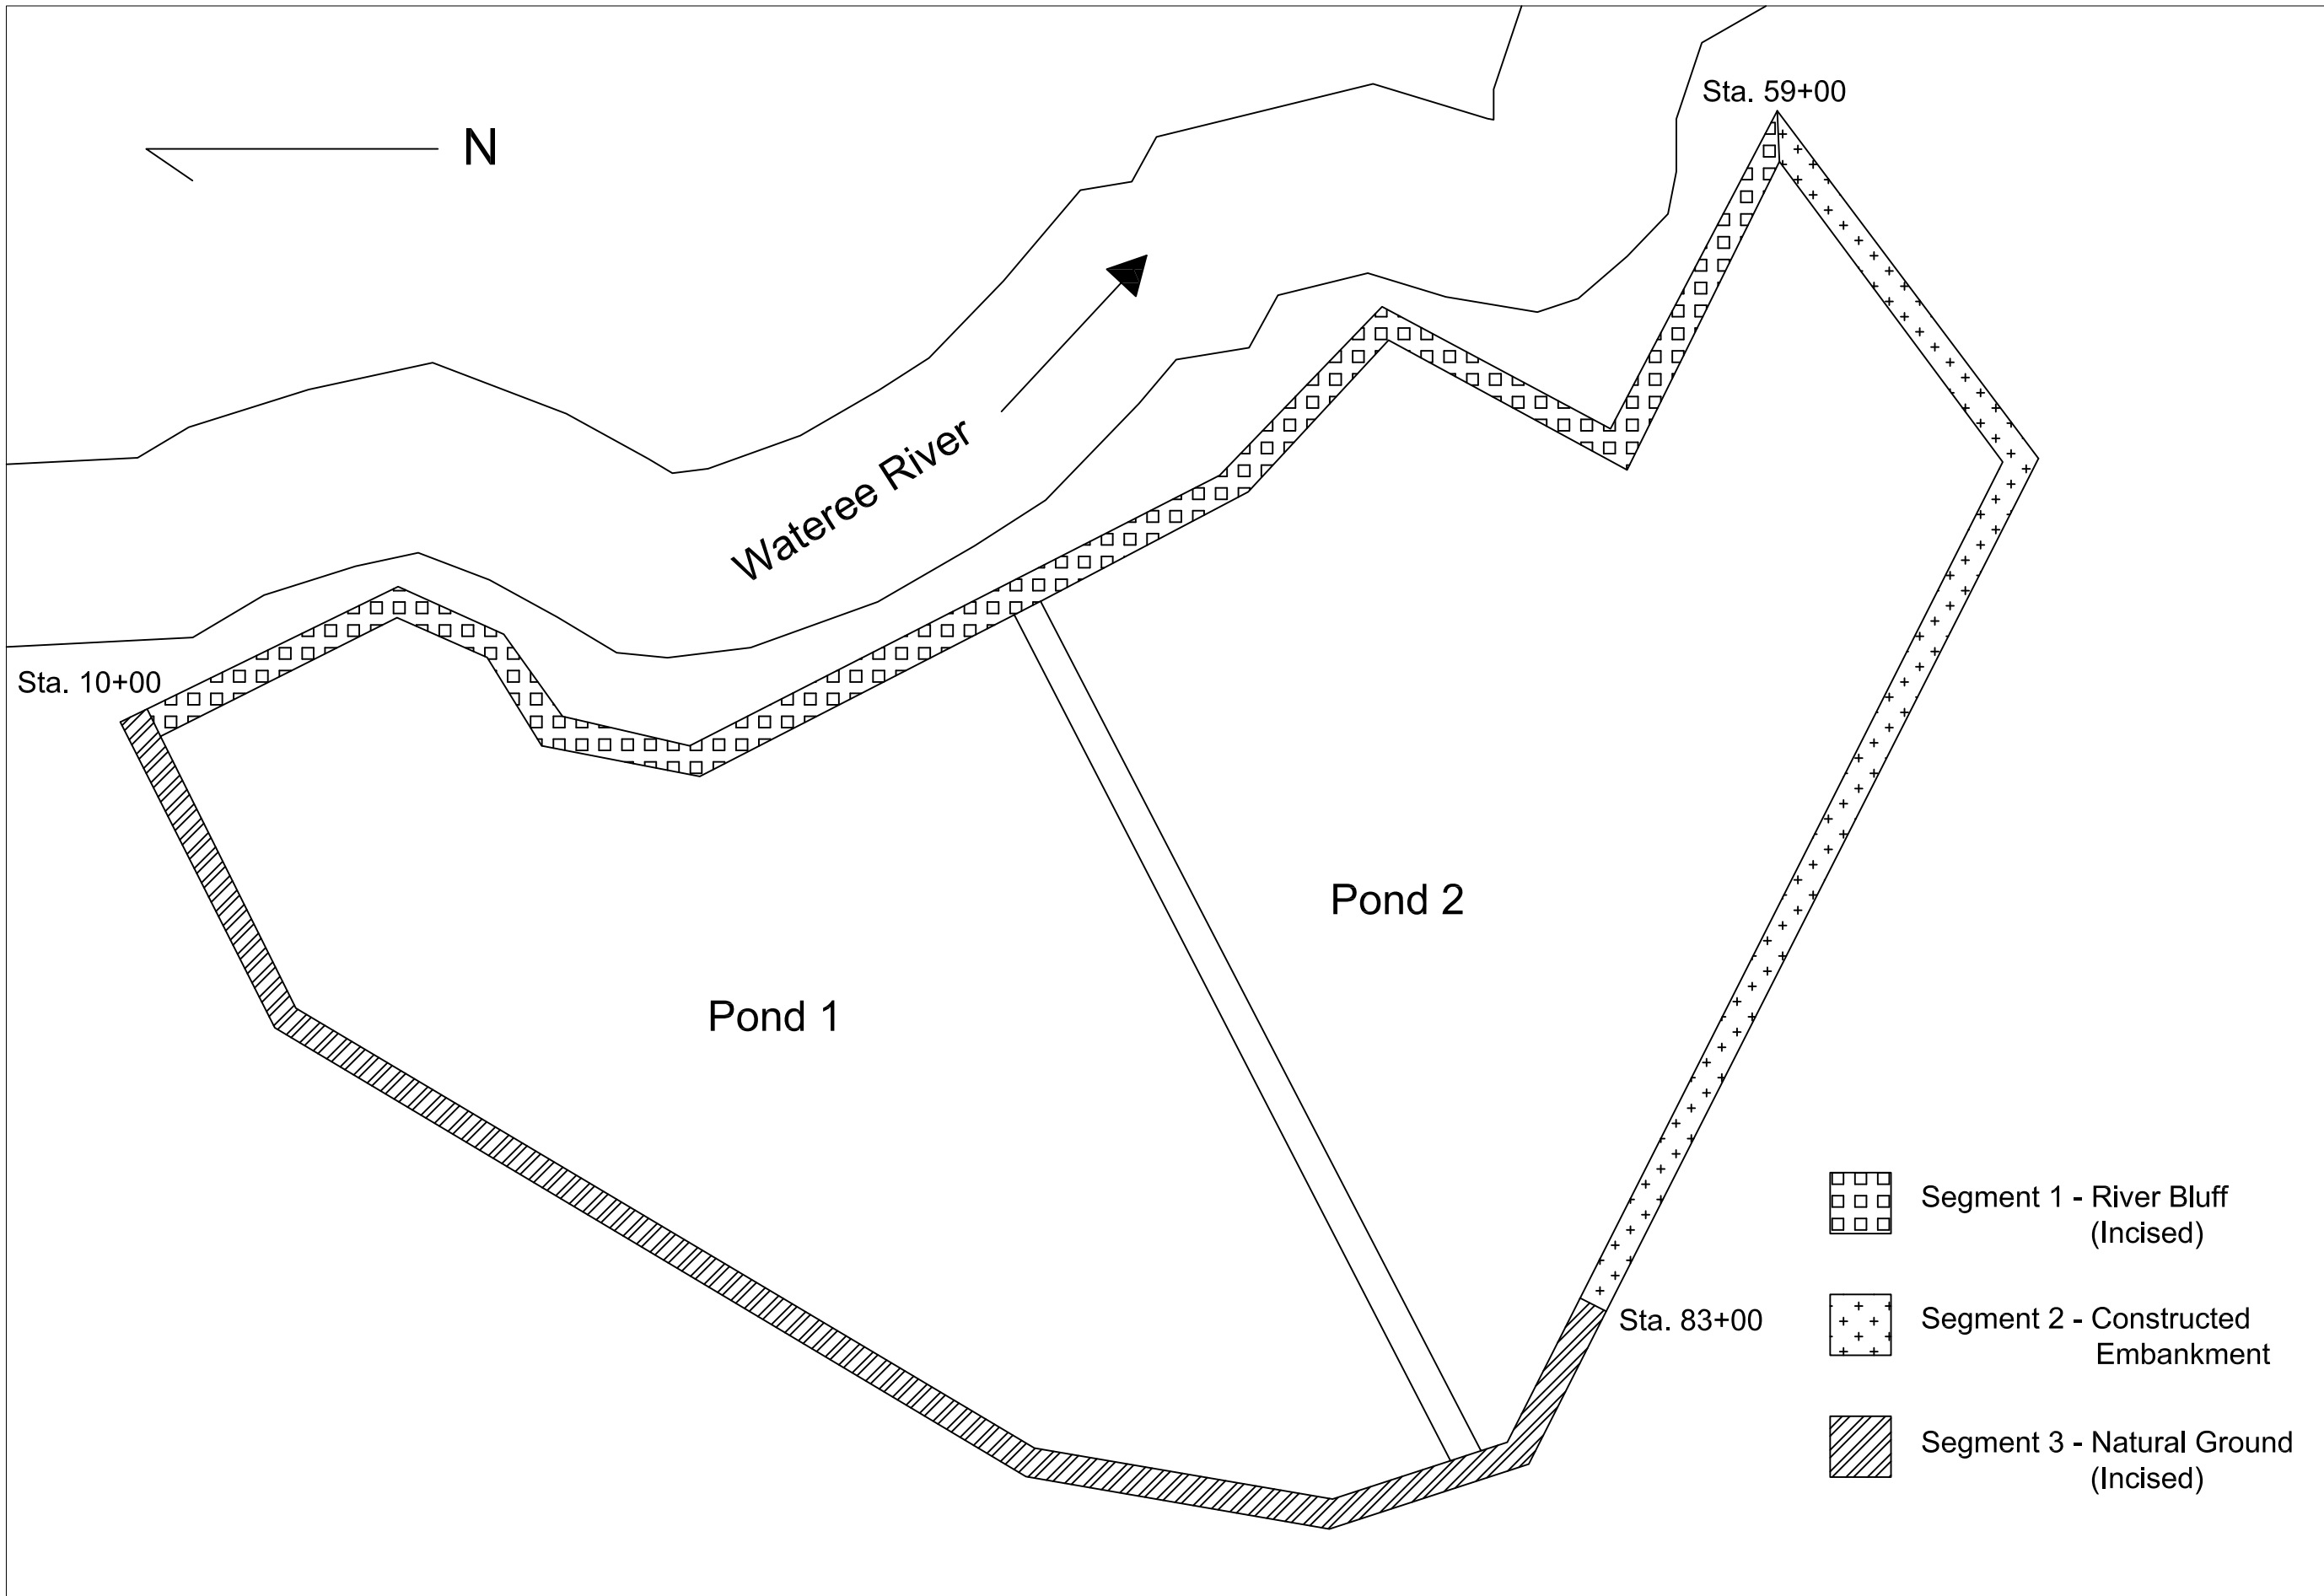 Sta. 59+00
N
Wateree River
Sta. 10+00
Pond 2
Pond 1
Segment 1 - River Bluff
(Incised)
Sta. 83+00
Segment 2 - Constructed
Embankment
Segment 3 - Natural Ground
(Incised)